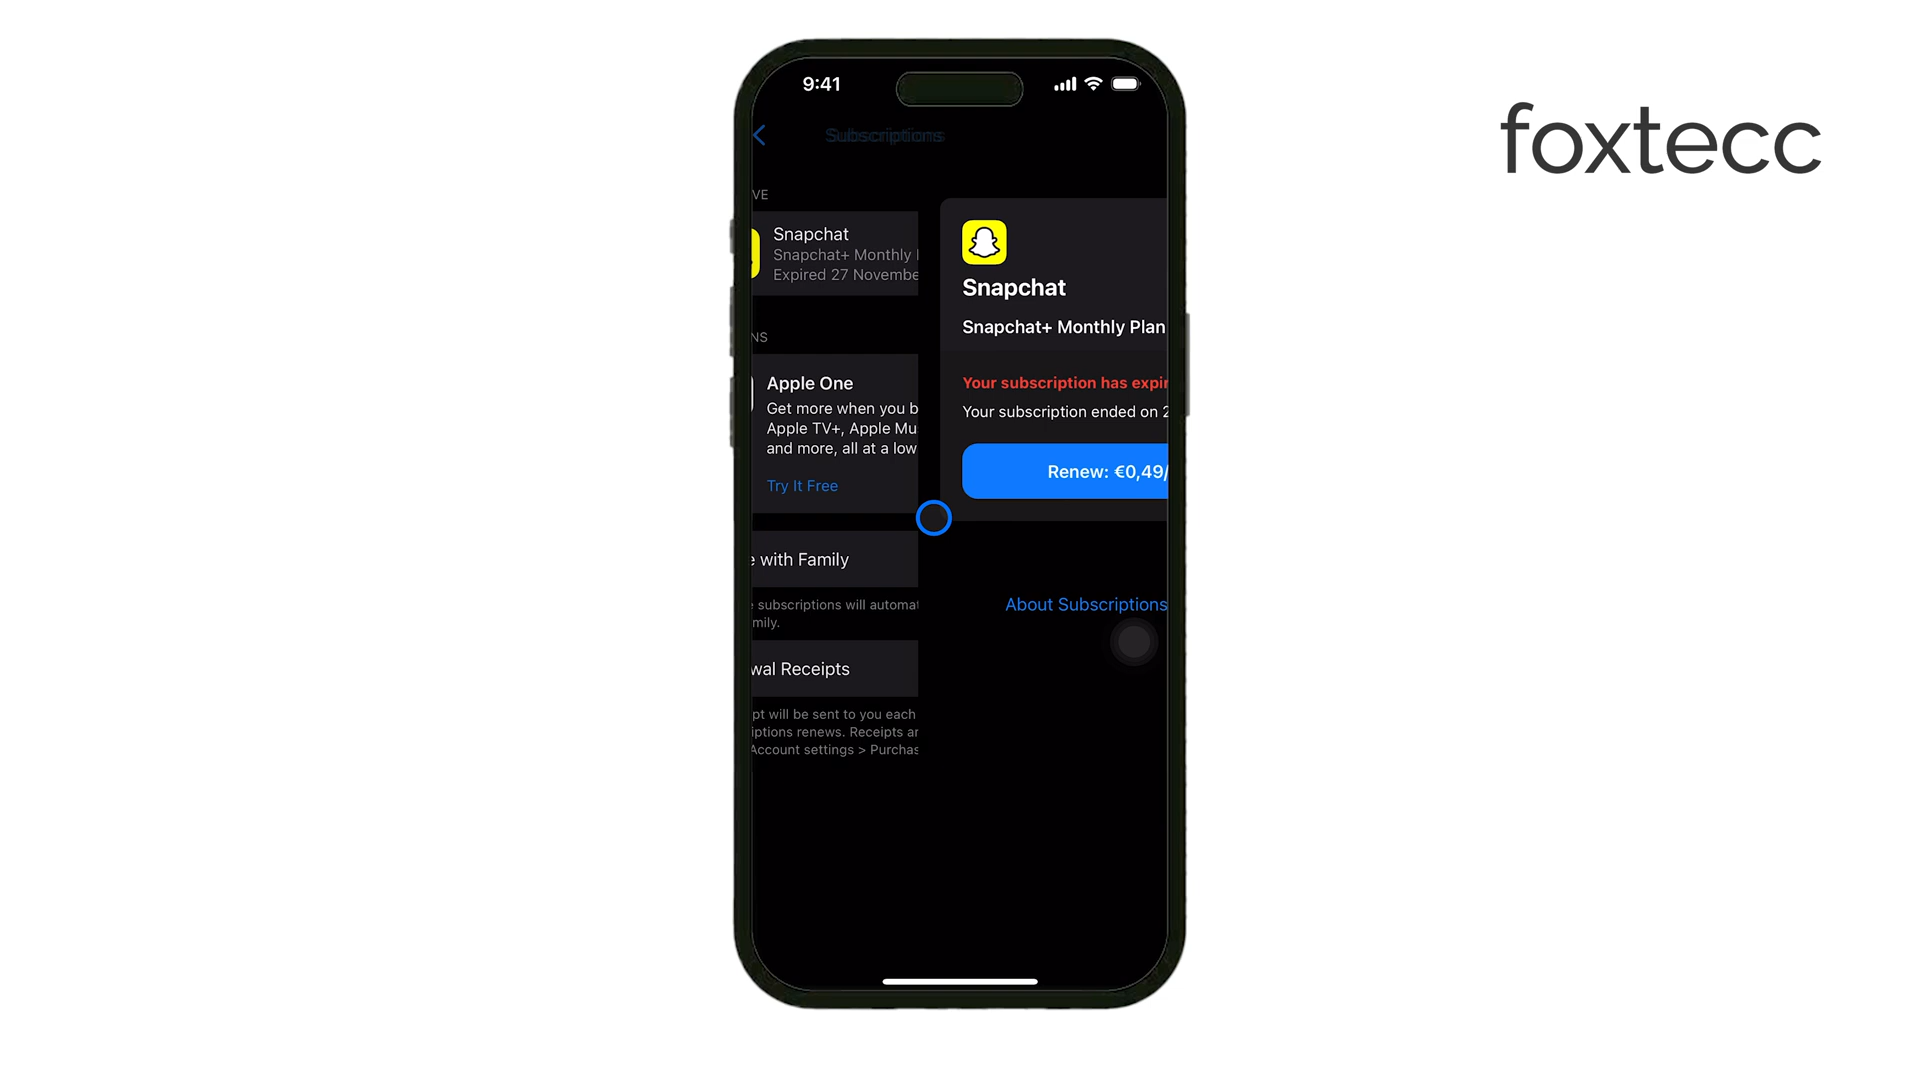 9:41
foxtecc
Subscriptions
VE
Snapchat
Snapchat+ Monthly
Expired 27 Novembe
NS
Apple One
Get more when you b
Apple TV+, Apple Mu
and more, all at a low
Try It Free
e with Family
e subscriptions will automat
mily.
wal Receipts
pt will be sent to you each
iptions renews. Receipts ar
Account settings > Purchas
Snapchat
Snapchat+ Monthly Plan
Your subscription has expir
Your subscription ended on 2
Renew: €0,49/
About Subscriptions